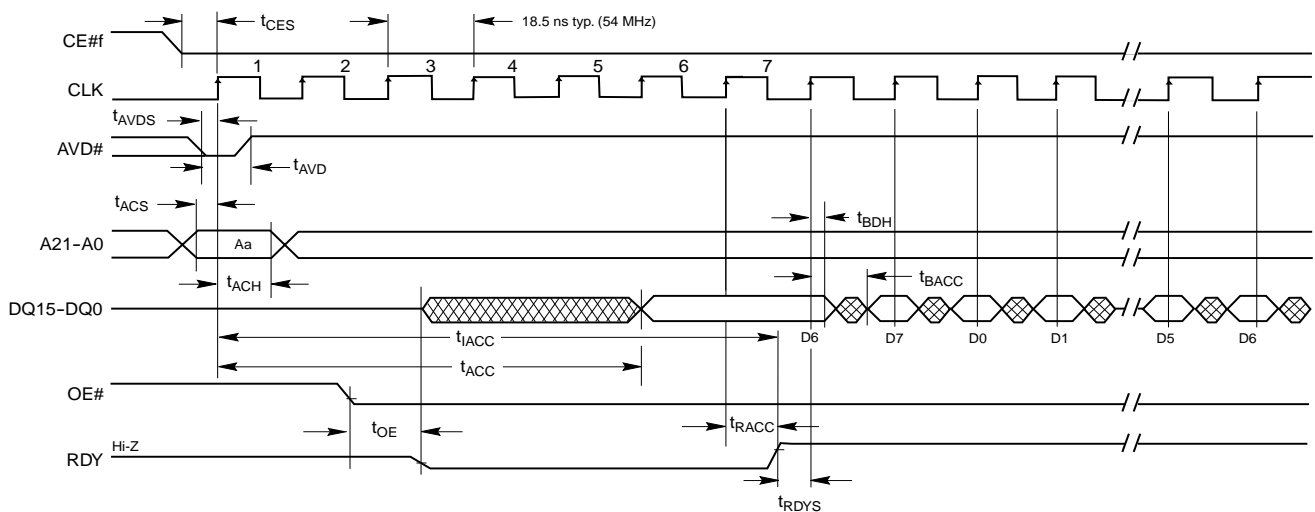 tCES
18.5 ns typ. (54 MHz)
CE#f
1 2 3 4 5 6 7
CLK
tAVDS
AVD#
tAVD
tACS
tBDH
A21-A0
Aa
tACH
tBACC
DQ15-DQ0
tIACC
D6 D7 D0 D1 D5 D6
tACC
OE#
tOE
tRACC
Hi-Z
RDY
tRDYS